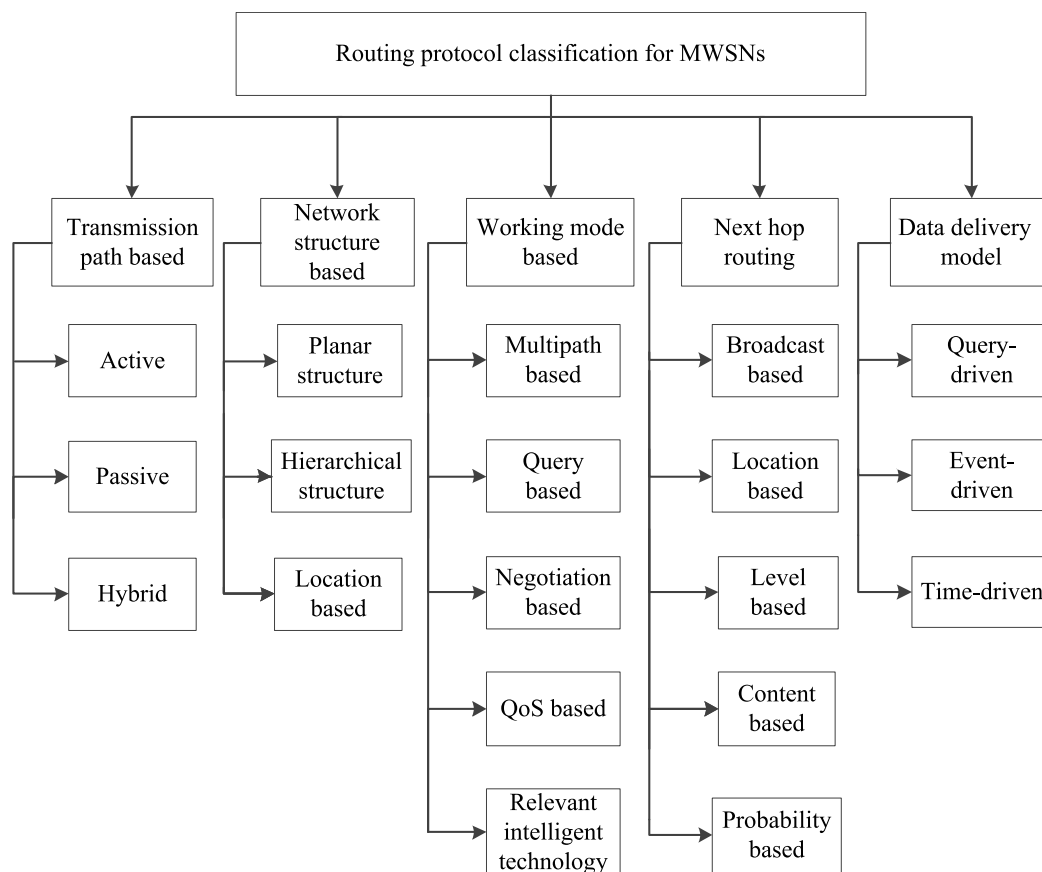 Routing protocol classification for MWSNs
Transmission
path based
Network
structure
based
Working mode
based
Next hop
routing
Data delivery
model
Active
Planar
structure
Multipath
based
Broadcast
based
Query-
driven
Passive
Hierarchical
structure
Query
based
Location
based
Event-
driven
Hybrid
Location
based
Negotiation
based
Level
based
Time-driven
QoS based
Content
based
Relevant
intelligent
technology
Probability
based